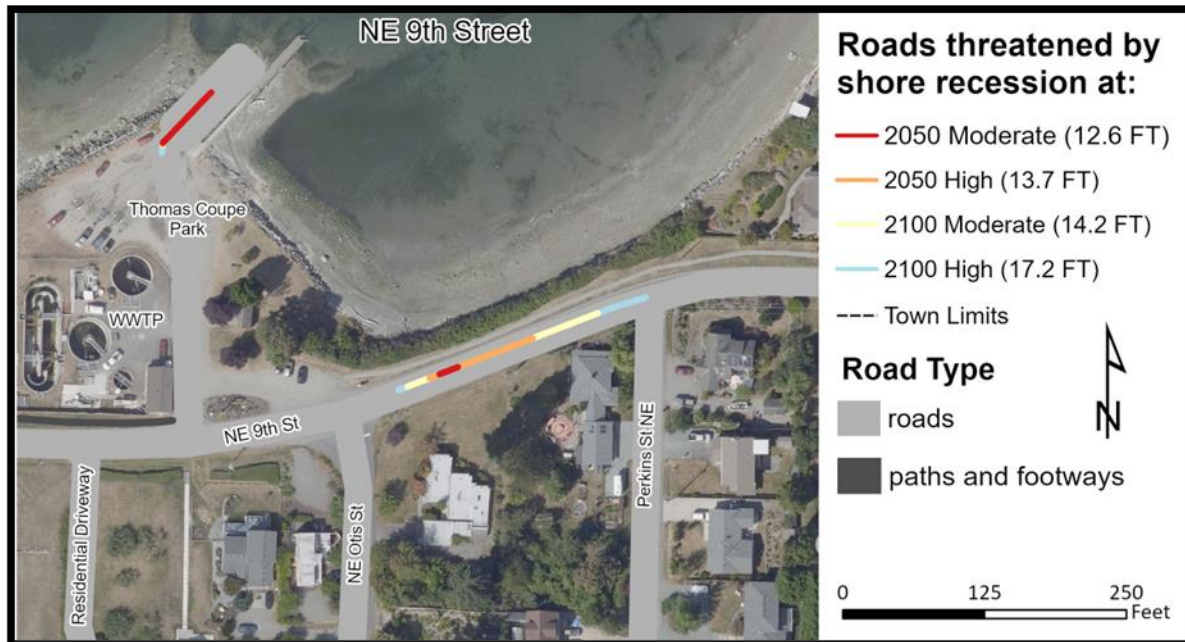 NE 9th Street
Thomas Coupe
Park
WWTP
NE 9th St
Residential Driveway
NE Otis St
Perkins St NE
Roads threatened by
shore recession at:
2050 Moderate (12.6 FT)
2050 High (13.7 FT)
2100 Moderate (14.2 FT)
2100 High (17.2 FT)
Town Limits
Road Type
roads
paths and footways
N
0 125 250
Feet